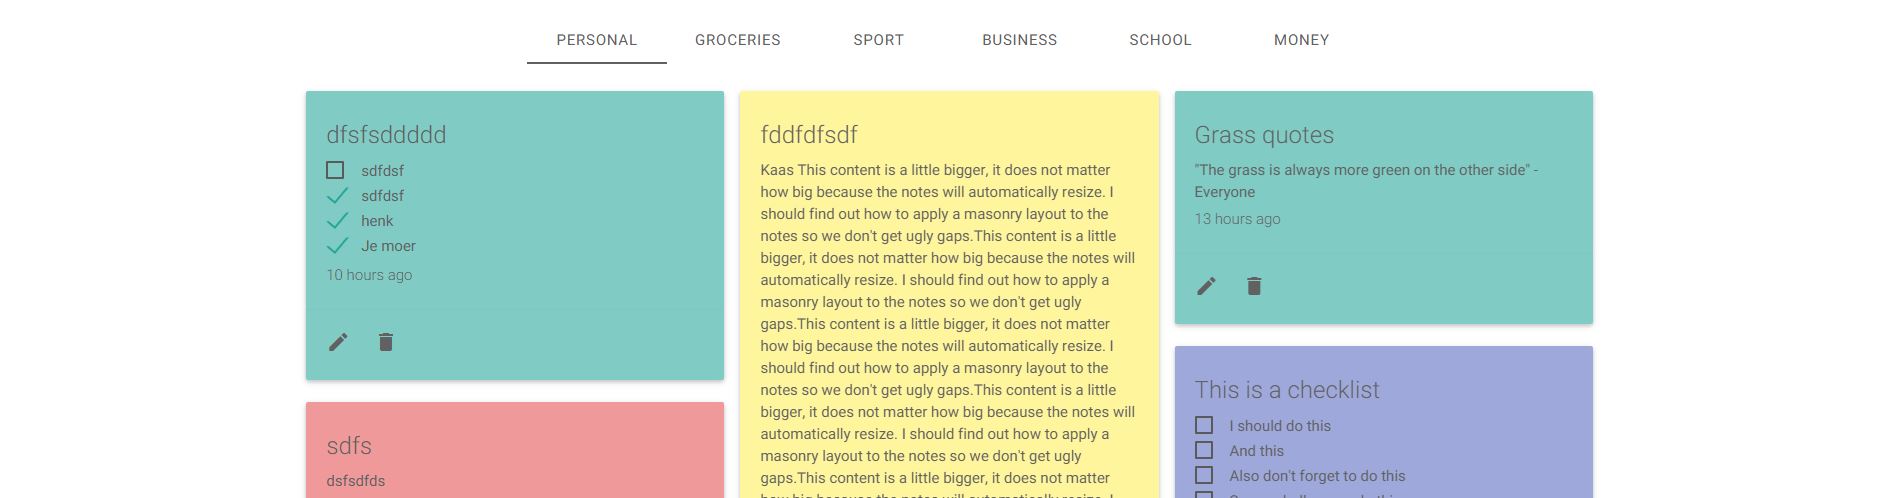 PERSONAL GROCERIES SPORT BUSINESS SCHOOL MONEY
dfsfsddddd
sdfdsf
sdfdsf
henk
Je moer
10 hours ago
sdfs
dsfsdfds
fddfdfsdf
Kaas This content is a little bigger, it does not matter
how big because the notes will automatically resize. I
should find out how to apply a masonry layout to the
notes so we don't get ugly gaps.This content is a little
bigger, it does not matter how big because the notes will
automatically resize. I should find out how to apply a
masonry layout to the notes so we don't get ugly
gaps.This content is a little bigger, it does not matter
how big because the notes will automatically resize. I
should find out how to apply a masonry layout to the
notes so we don't get ugly gaps.This content is a little
bigger, it does not matter how big because the notes will
automatically resize. I should find out how to apply a
masonry layout to the notes so we don't get ugly
gaps.This content is a little bigger, it does not matter
how big because the notes will automatically resize. I
Grass quotes
"The grass is always more green on the other side" -
Everyone
13 hours ago
This is a checklist
I should do this
And this
Also don't forget to do this